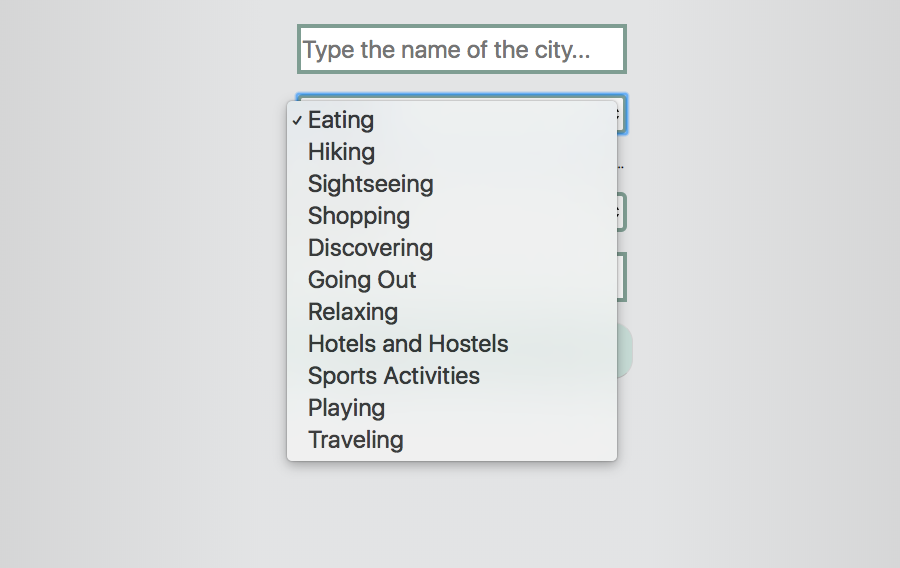 Type the name of the city...
✓ Eating
Hiking
Sightseeing
Shopping
Discovering
Going Out
Relaxing
Hotels and Hostels
Sports Activities
Playing
Traveling